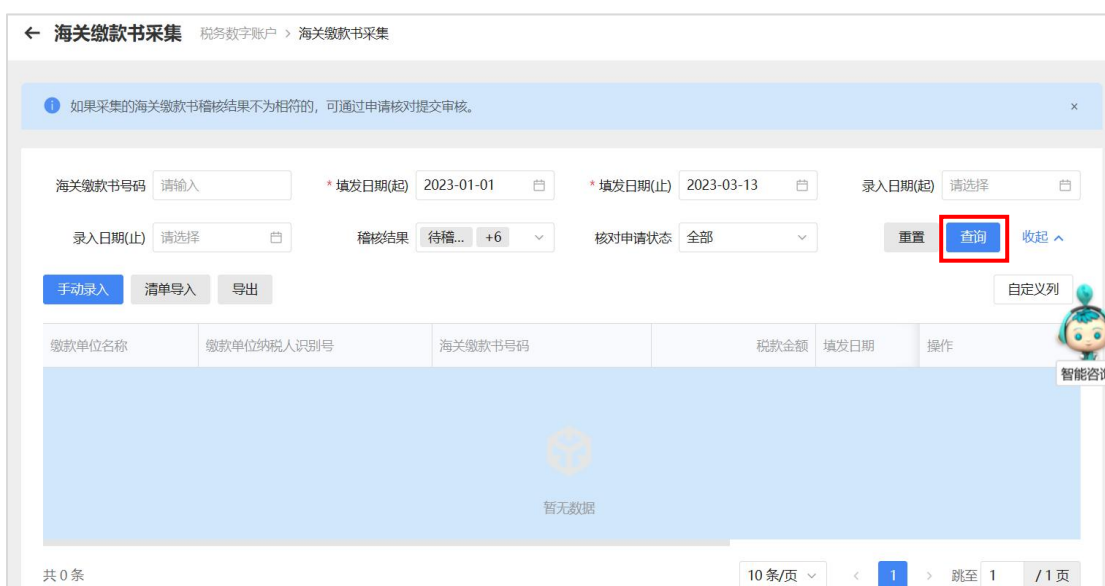 ← 海关缴款书采集 税务数字账户 > 海关缴款书采集
如果采集的海关缴款书稽核结果不为相符的，可通过申请核对提交审核。 ×
海关缴款书号码 请输入 * 填发日期(起) 2023-01-01 * 填发日期(止) 2023-03-13 录入日期(起) 请选择
录入日期(止) 请选择 稽核结果 待稽... +6 核对申请状态 全部 重置 查询 收起
手动录入 清单导入 导出 自定义列
缴款单位名称 缴款单位纳税人识别号 海关缴款书号码 税款金额 填发日期 操作
智能咨
暂无数据
共 0 条 10 条/页 < 1 > 跳至 1 / 1 页